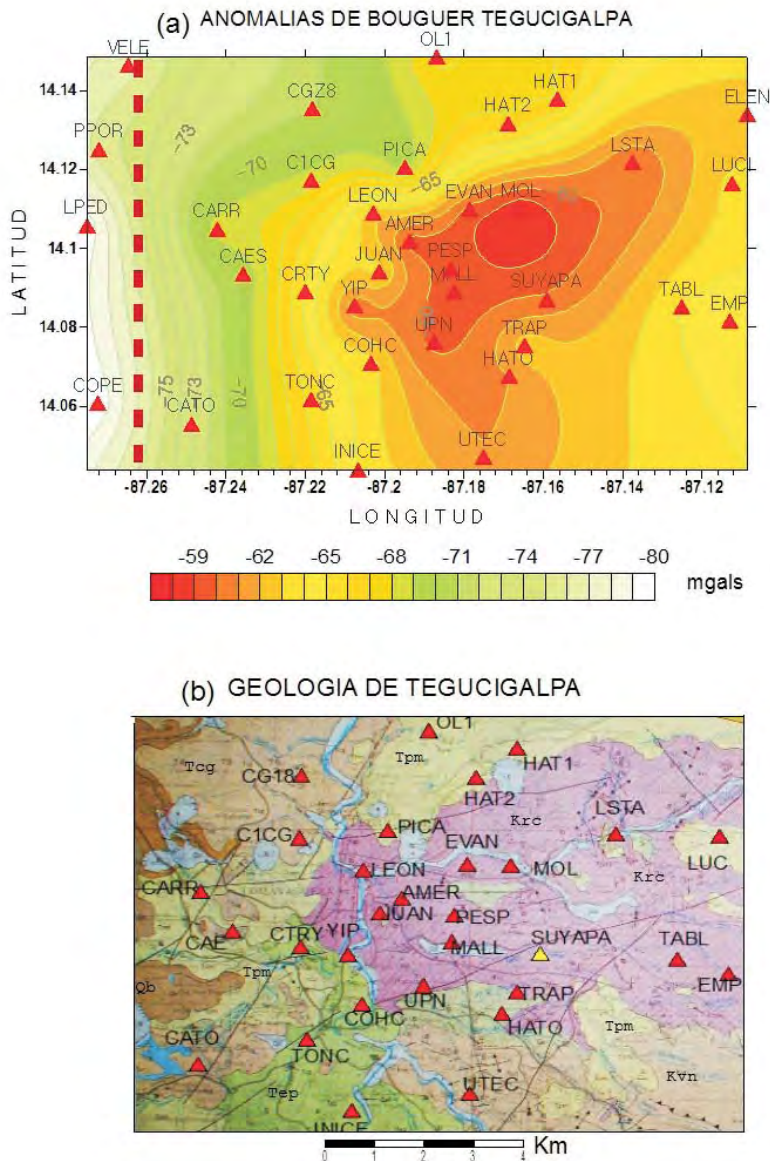 (a) ANOMALIAS DE BOUGUER TEGUCIGALPA
VELE
OL1
14.14
CGZ8
HAT1
HAT2
ELEN
PPOR
-73
14.12
C1CG
PICA
LSTA
LUCI
-70
-65
LEON
EVAN
MOL
LPED
CARR
AMER
14.1
CAES
JUAN
PESP
CRTY
MALL
SUYAPA
YIP
TABL
EMP
14.08
UPN
TRAP
COHC
HATO
COPE
TONC
14.06
-75
-73
-70
-65
CATO
INICE
UTEC
LATITUD
-87.26
-87.24
-87.22
-87.2
-87.18
-87.16
-87.14
-87.12
LONGITUD
-59
-62
-65
-68
-71
-74
-77
-80
mgals
(b) GEOLOGIA DE TEGUCIGALPA
OL1
Tpm
Tcg
CG18
HAT1
HAT2
LSTA
Krc
C1CG
PICA
EVAN
LUC
LEON
MOL
Krc
CARR
AMER
JUAN
PESP
CAE
CTRY
YIP
MALL
SUYAPA
TABL
Tpm
EMP
Qb
UPN
TRAP
COHC
HATO
Tpm
CATO
TONC
Kvn
Tep
UTEC
INICE
Km
0
1
2
3
4